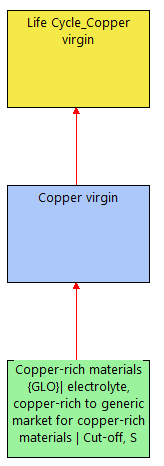 Life Cycle_Copper
virgin
Copper virgin
Copper-rich materials
{GLO}| electrolyte,
copper-rich to generic
market for copper-rich
materials | Cut-off, S